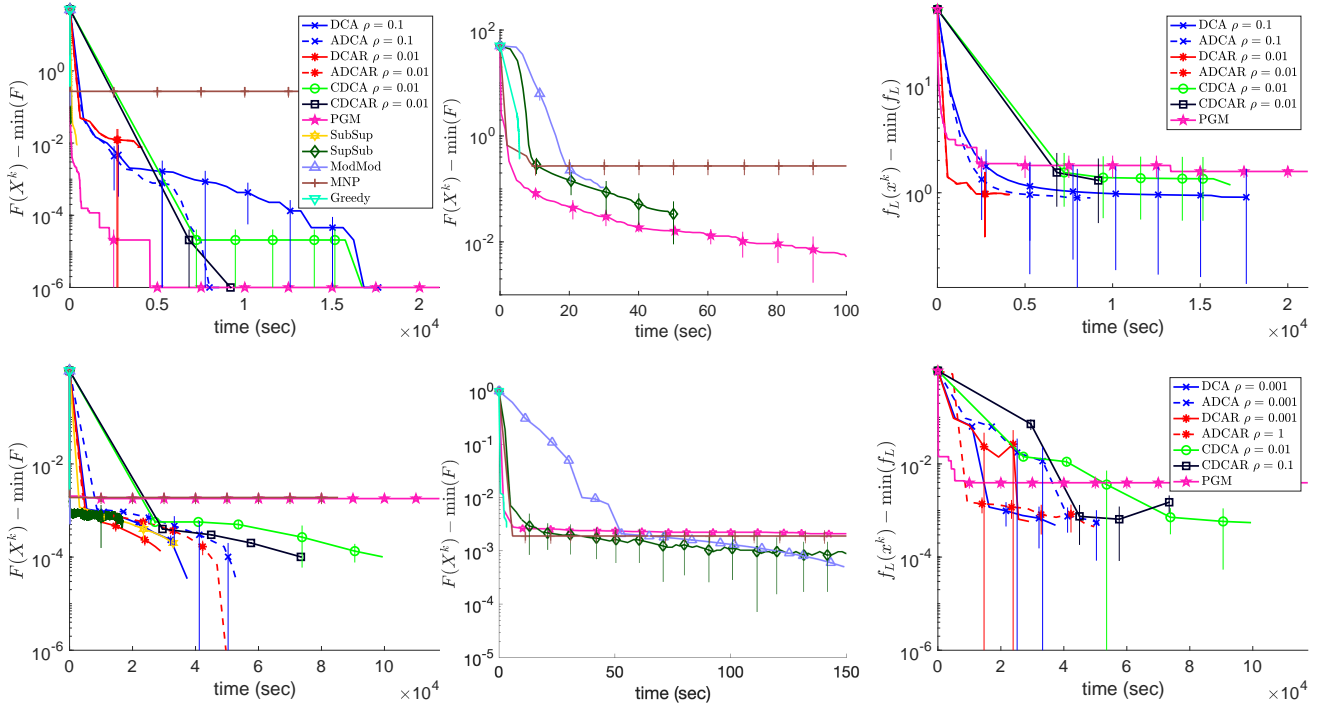 F(X^k) − min(F)
10^0
10^-2
10^-4
10^-6
0
0.5
1
1.5
2
×10^4
time (sec)
DCA ρ = 0.1
ADCA ρ = 0.1
DCAR ρ = 0.01
ADCAR ρ = 0.01
CDCA ρ = 0.01
CDCAR ρ = 0.01
PGM
SubSup
SupSub
ModMod
MNP
Greedy
F(X^k) − min(F)
10^2
10^0
10^-2
0
20
40
60
80
100
time (sec)
f_L(x^k) − min(f_L)
10^1
10^0
0
0.5
1
1.5
2
×10^4
time (sec)
DCA ρ = 0.1
ADCA ρ = 0.1
DCAR ρ = 0.01
ADCAR ρ = 0.01
CDCA ρ = 0.01
CDCAR ρ = 0.01
PGM
F(X^k) − min(F)
10^-2
10^-4
10^-6
0
2
4
6
8
10
×10^4
time (sec)
F(X^k) − min(F)
10^0
10^-1
10^-2
10^-3
10^-4
10^-5
0
50
100
150
time (sec)
f_L(x^k) − min(f_L)
10^-2
10^-4
10^-6
0
2
4
6
8
10
×10^4
time (sec)
DCA ρ = 0.001
ADCA ρ = 0.001
DCAR ρ = 0.001
ADCAR ρ = 1
CDCA ρ = 0.01
CDCAR ρ = 0.1
PGM